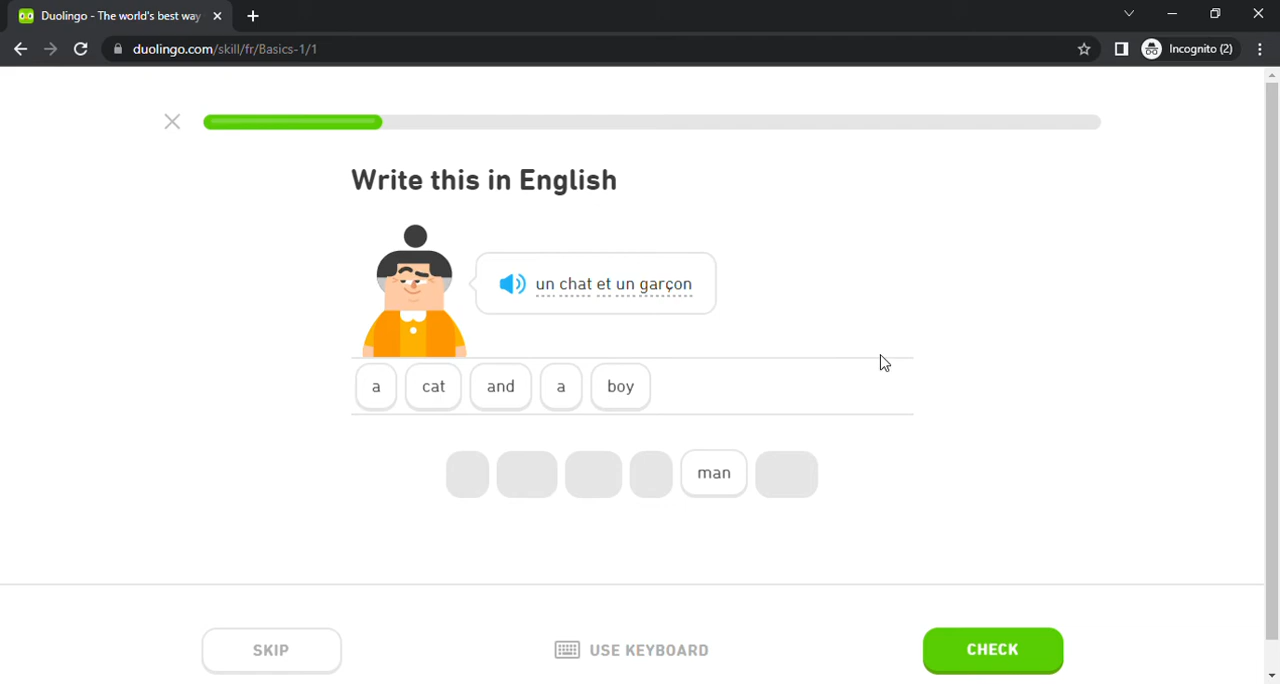 Duolingo - The world's best way
duolingo.com/skill/fr/Basics-1/1
Incognito (2)
Write this in English
un chat et un garçon
a cat and a boy
man
SKIP
USE KEYBOARD
CHECK